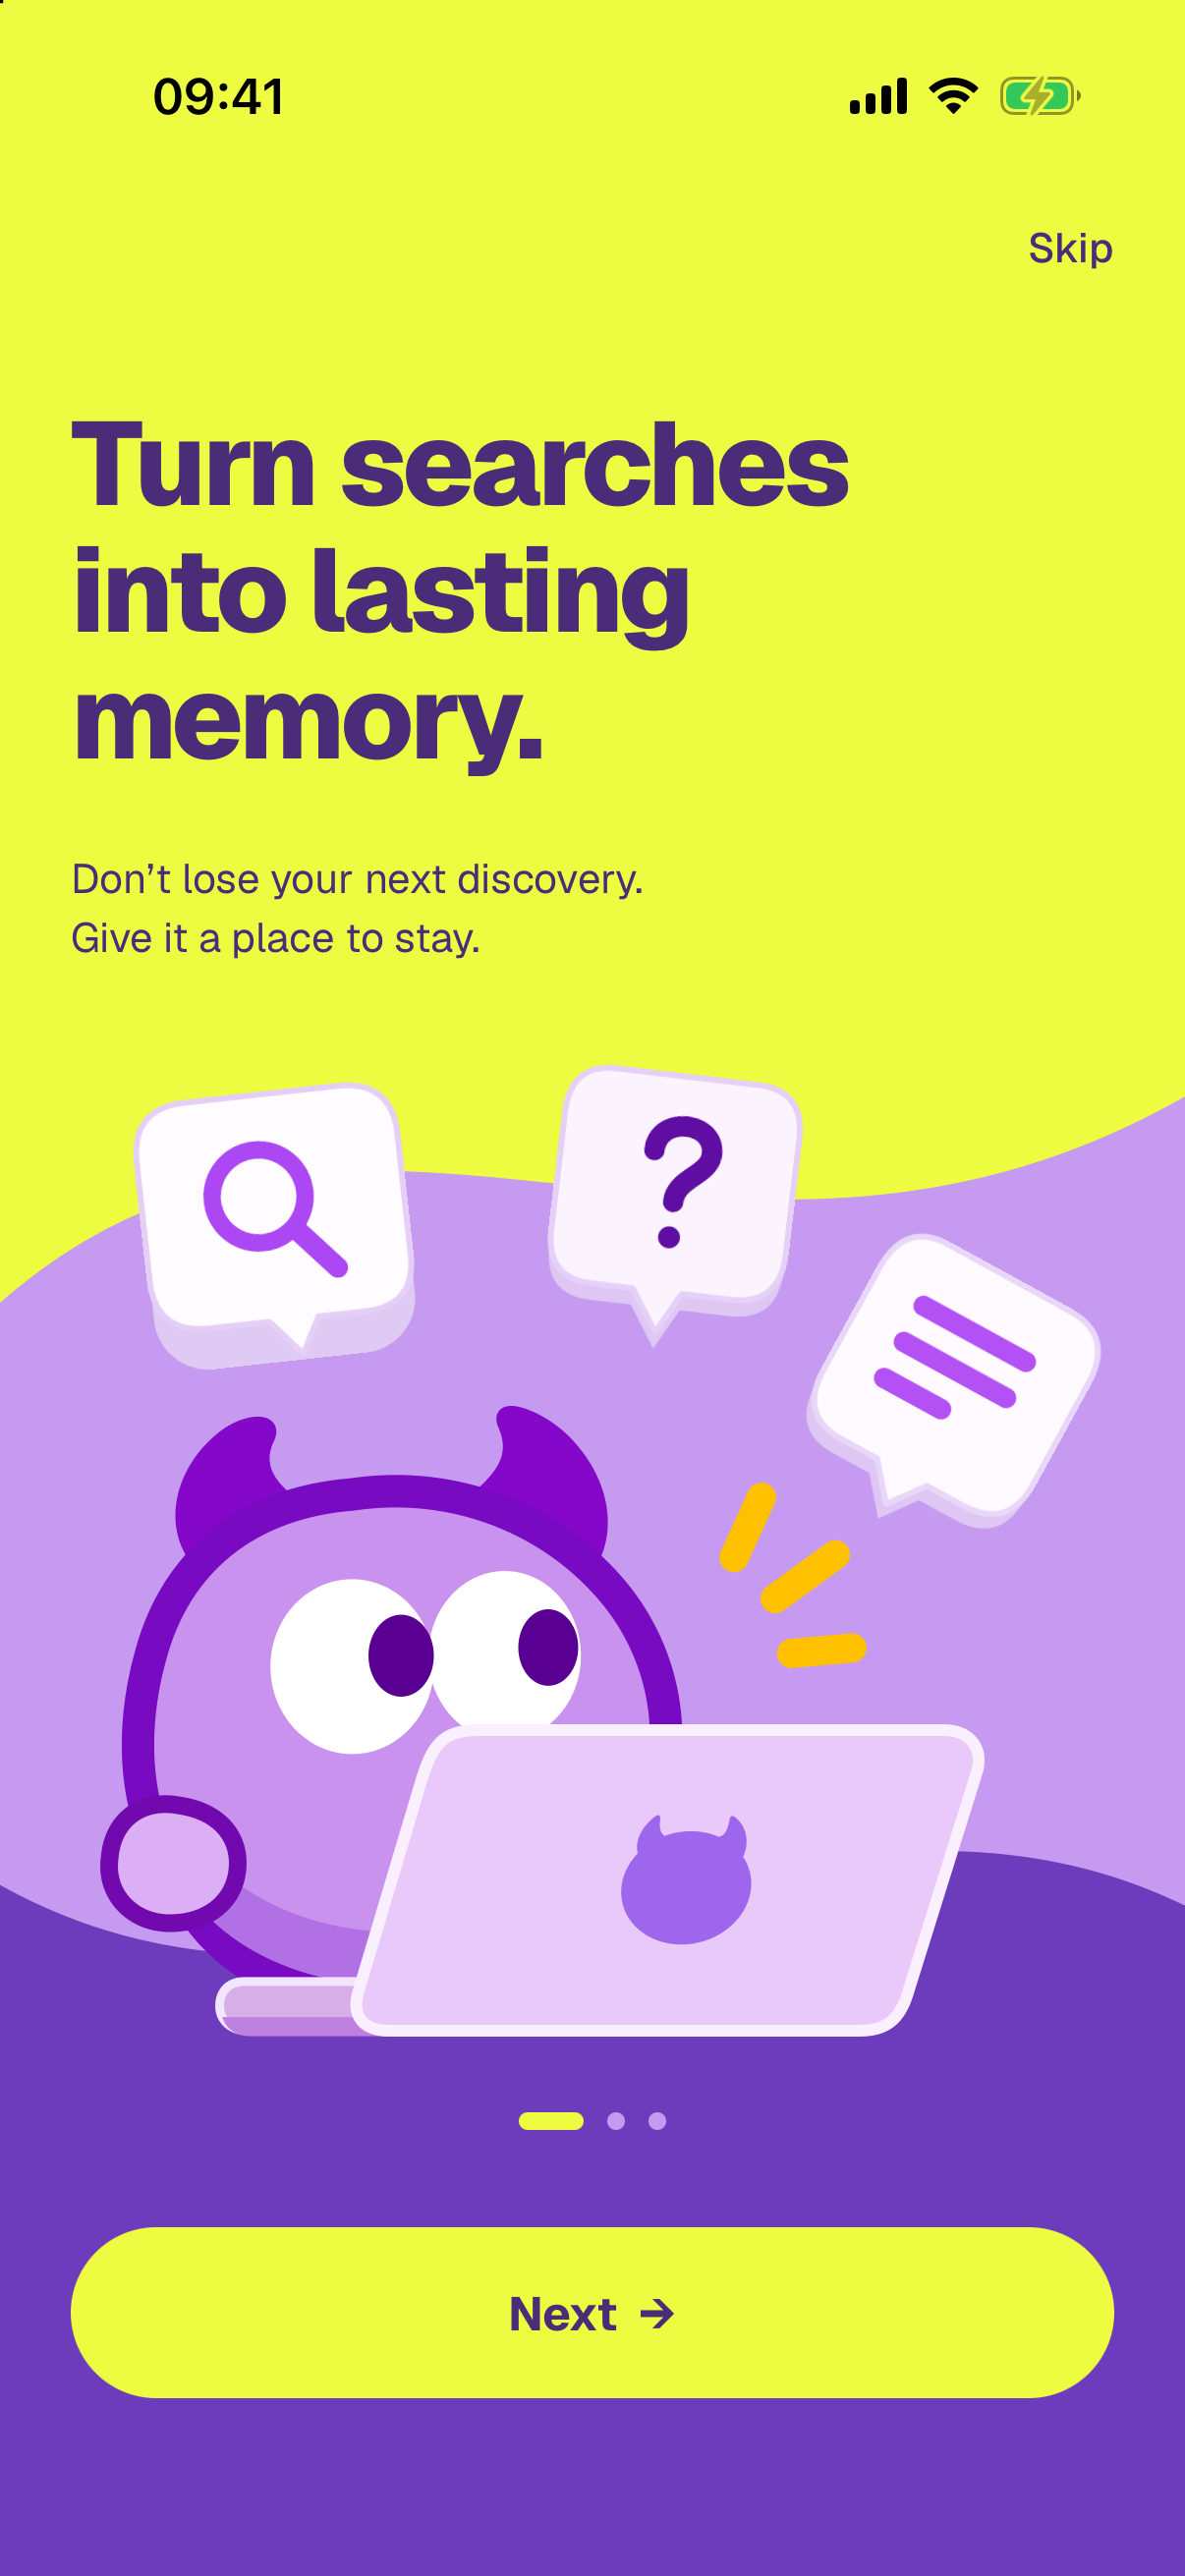 09:41
Skip
Turn searches
into lasting
memory.
Don’t lose your next discovery.
Give it a place to stay.
?
Next →